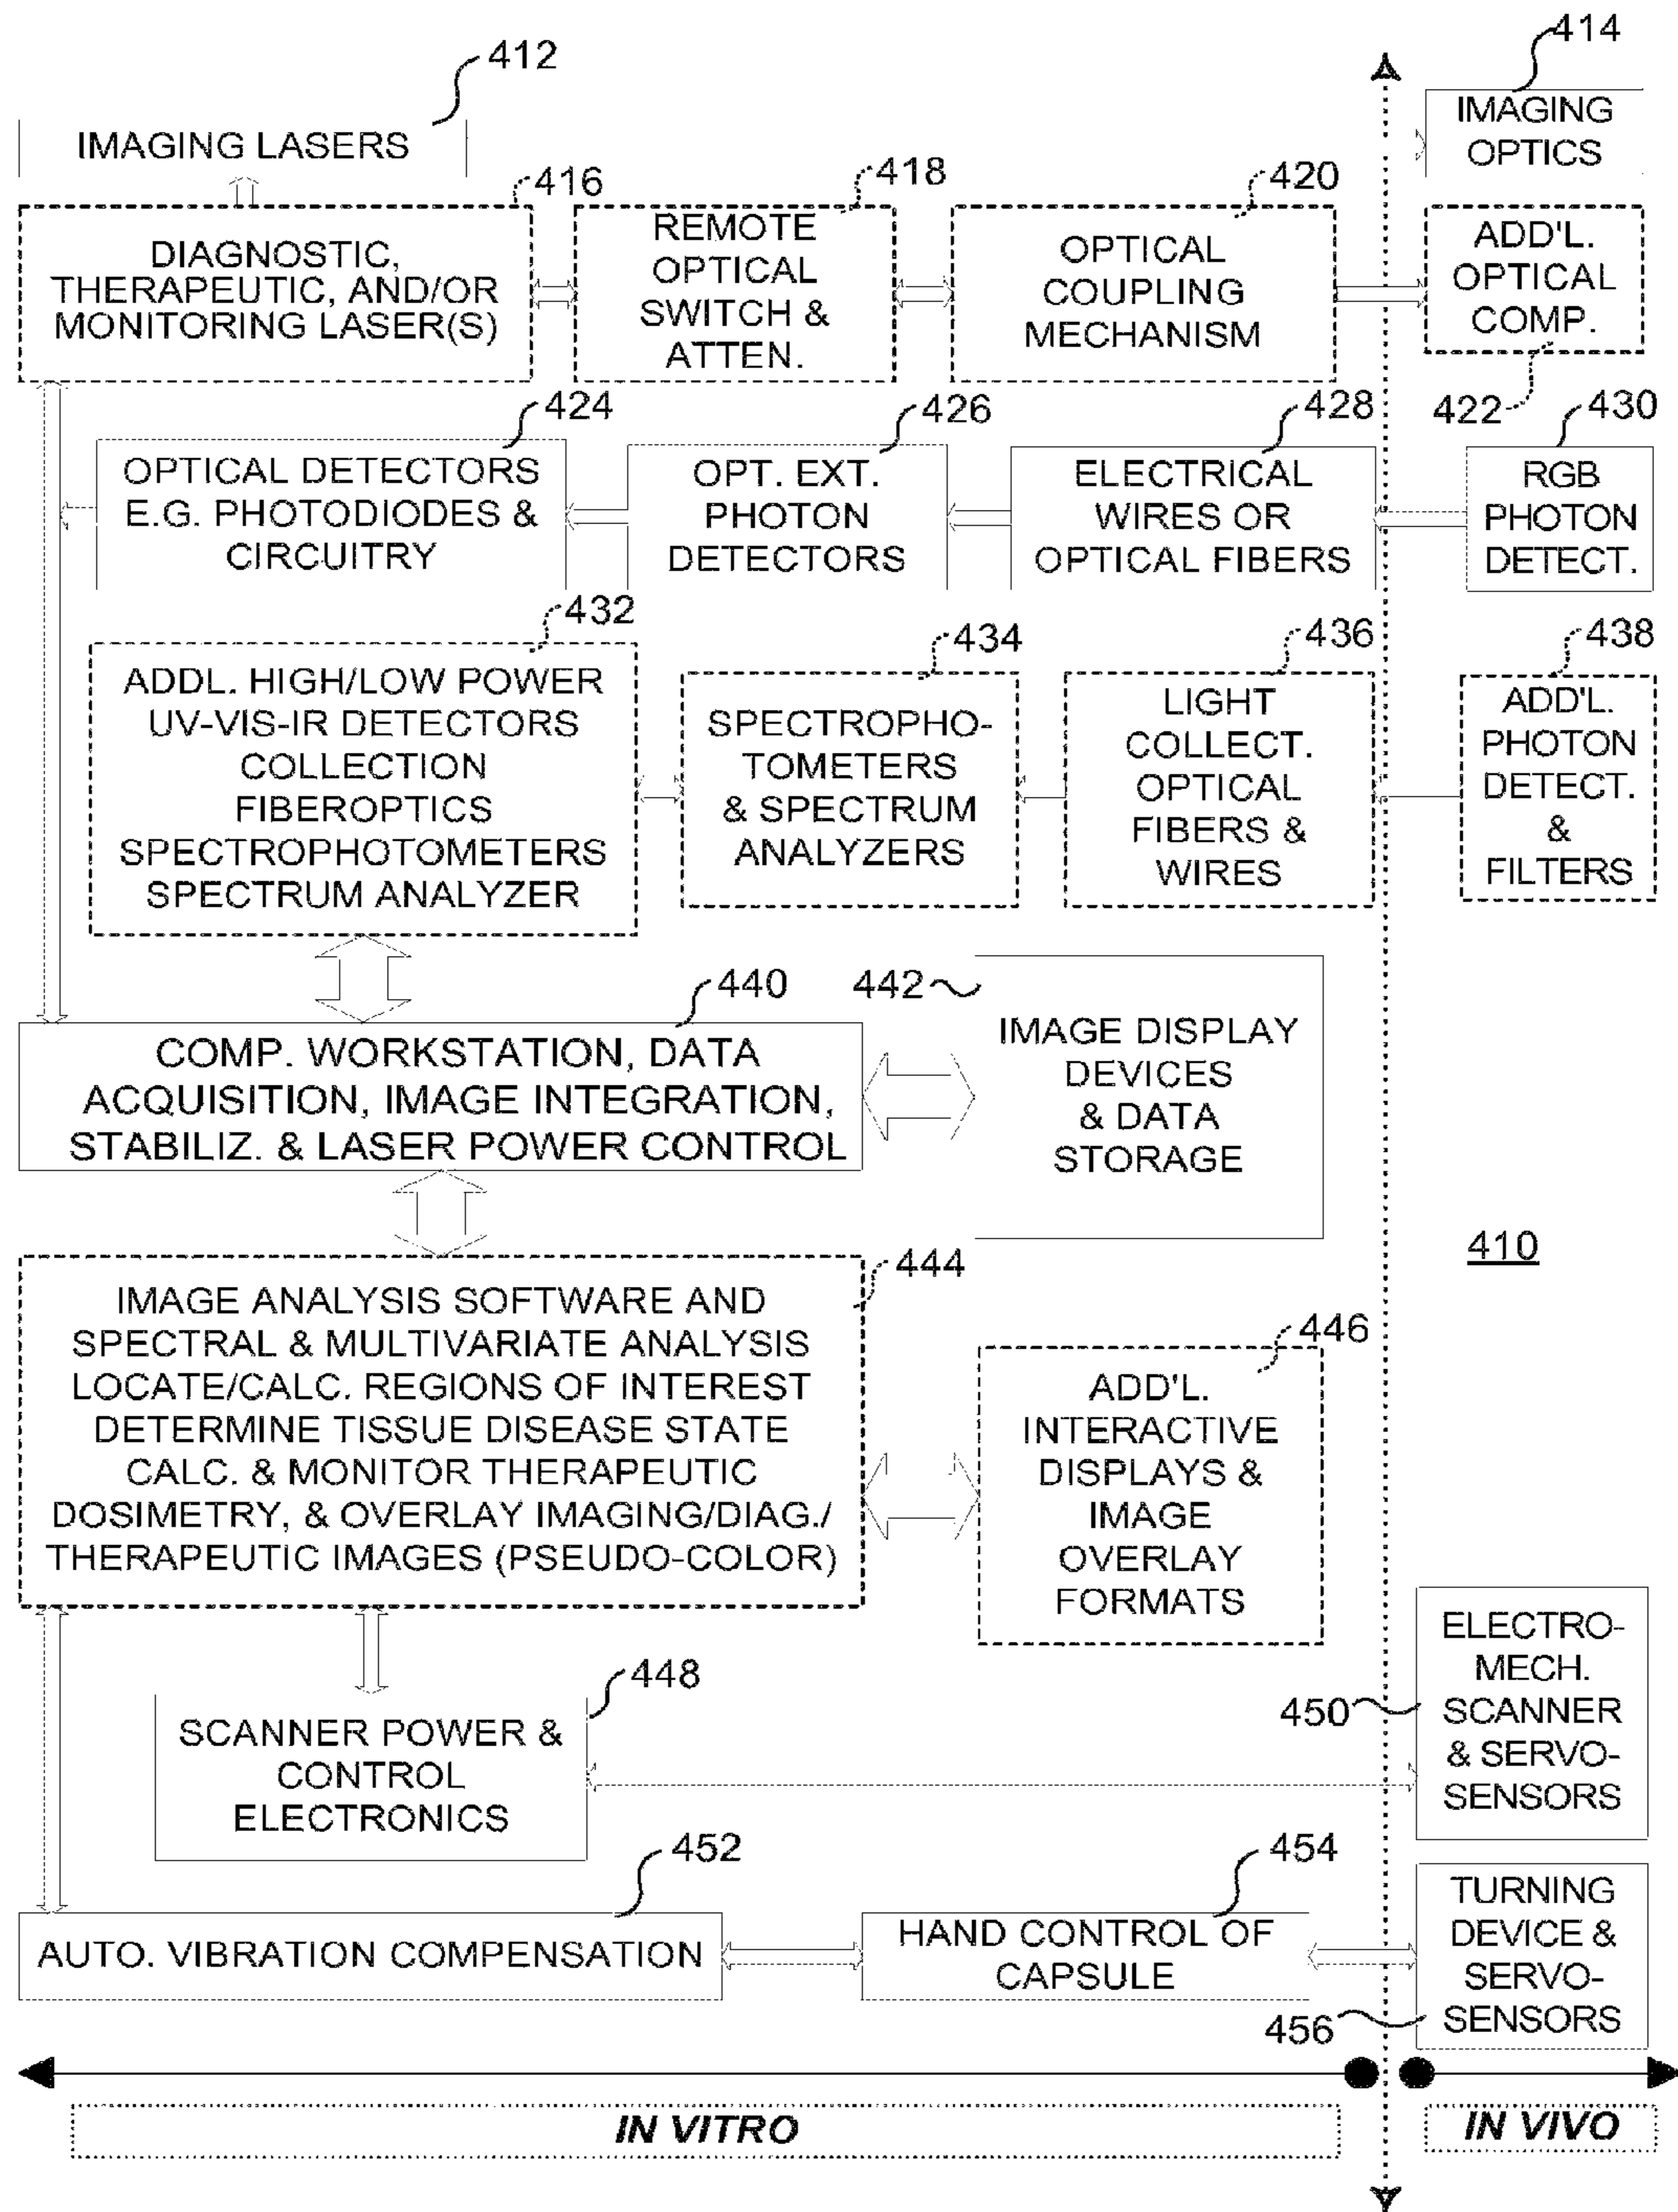 412
414
IMAGING LASERS
IMAGING
OPTICS
416
418
420
DIAGNOSTIC,
THERAPEUTIC, AND/OR
MONITORING LASER(S)
REMOTE
OPTICAL
SWITCH &
ATTEN.
OPTICAL
COUPLING
MECHANISM
ADD'L.
OPTICAL
COMP.
422
424
426
428
430
OPTICAL DETECTORS
E.G. PHOTODIODES &
CIRCUITRY
OPT. EXT.
PHOTON
DETECTORS
ELECTRICAL
WIRES OR
OPTICAL FIBERS
RGB
PHOTON
DETECT.
432
434
436
438
ADDL. HIGH/LOW POWER
UV-VIS-IR DETECTORS
COLLECTION
FIBEROPTICS
SPECTROPHOTOMETERS
SPECTRUM ANALYZER
SPECTROPHO-
TOMETERS
& SPECTRUM
ANALYZERS
LIGHT
COLLECT.
OPTICAL
FIBERS &
WIRES
ADD'L.
PHOTON
DETECT.
&
FILTERS
440
442
COMP. WORKSTATION, DATA
ACQUISITION, IMAGE INTEGRATION,
STABILIZ. & LASER POWER CONTROL
IMAGE DISPLAY
DEVICES
& DATA
STORAGE
410
444
446
IMAGE ANALYSIS SOFTWARE AND
SPECTRAL & MULTIVARIATE ANALYSIS
LOCATE/CALC. REGIONS OF INTEREST
DETERMINE TISSUE DISEASE STATE
CALC. & MONITOR THERAPEUTIC
DOSIMETRY, & OVERLAY IMAGING/DIAG./
THERAPEUTIC IMAGES (PSEUDO-COLOR)
ADD'L.
INTERACTIVE
DISPLAYS &
IMAGE
OVERLAY
FORMATS
448
450
SCANNER POWER &
CONTROL
ELECTRONICS
ELECTRO-
MECH.
SCANNER
& SERVO-
SENSORS
452
454
456
AUTO. VIBRATION COMPENSATION
HAND CONTROL OF
CAPSULE
TURNING
DEVICE &
SERVO-
SENSORS
IN VITRO
IN VIVO